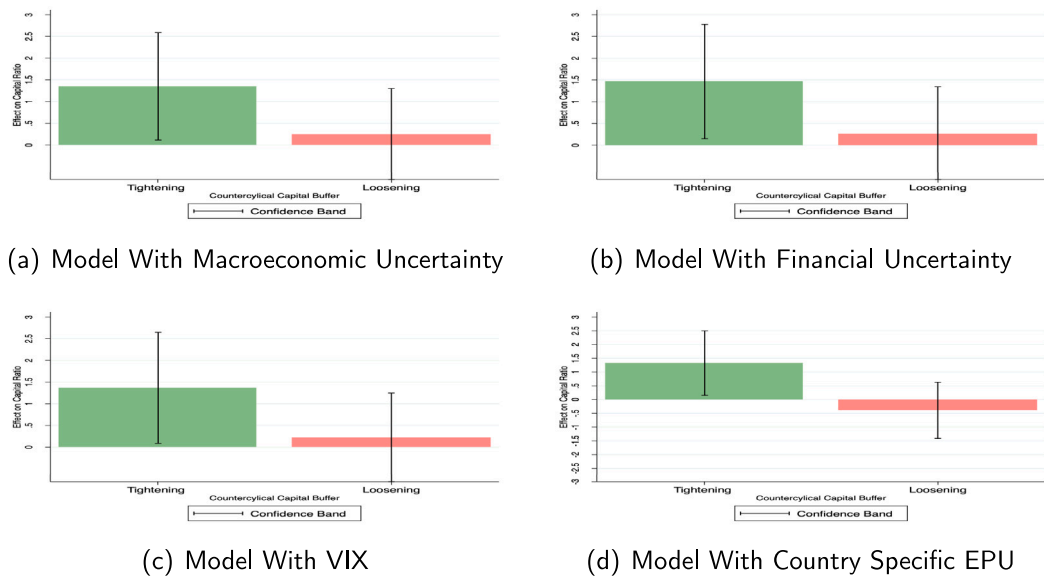 Effect on Capital Ratio
3
2.5
2
1.5
1
.5
0
Tightening
Loosening
Countercylical Capital Buffer
Confidence Band
(a) Model With Macroeconomic Uncertainty
Effect on Capital Ratio
3
2.5
2
1.5
1
.5
0
Tightening
Loosening
Countercylical Capital Buffer
Confidence Band
(b) Model With Financial Uncertainty
Effect on Capital Ratio
3
2.5
2
1.5
1
.5
0
Tightening
Loosening
Countercylical Capital Buffer
Confidence Band
(c) Model With VIX
Effect on Capital Ratio
3
2.5
2
1.5
1
.5
0
-.5
-1
-1.5
-2
-2.5
-3
Tightening
Loosening
Countercylical Capital Buffer
Confidence Band
(d) Model With Country Specific EPU